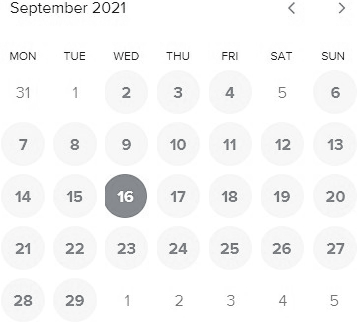 September 2021
MON TUE WED THU FRI SAT SUN
31 1 2 3 4 5 6
7 8 9 10 11 12 13
14 15 16 17 18 19 20
21 22 23 24 25 26 27
28 29 1 2 3 4 5